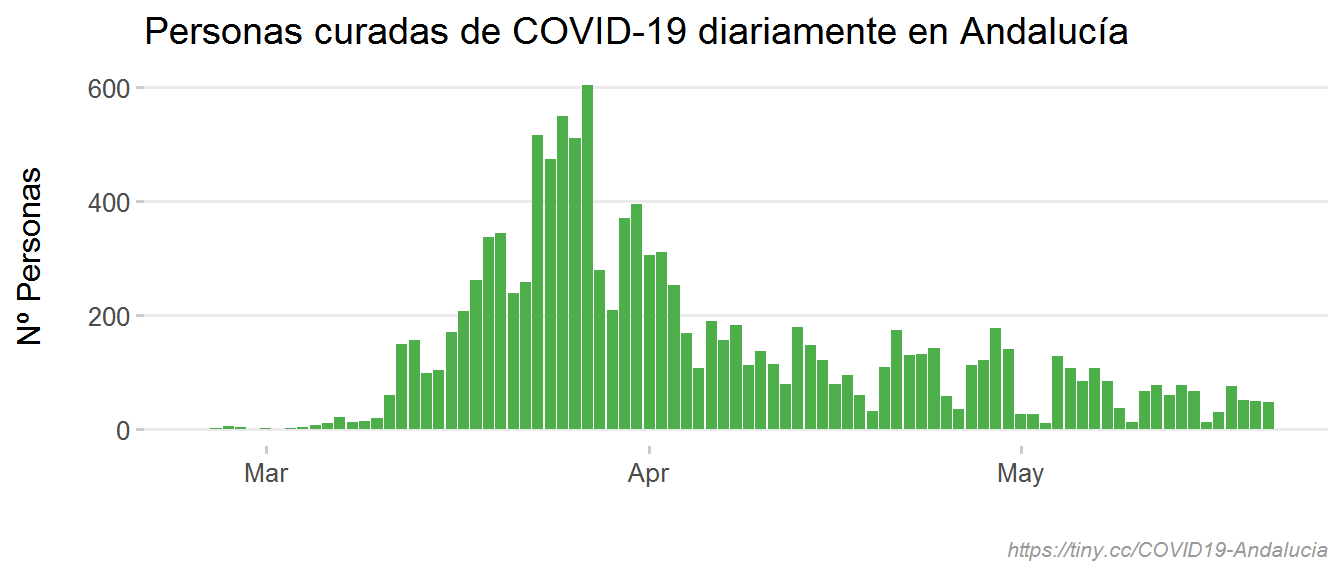 Personas curadas de COVID-19 diariamente en Andalucía
Nº Personas
600
400
200
0
Mar
Apr
May
https://tiny.cc/COVID19-Andalucia